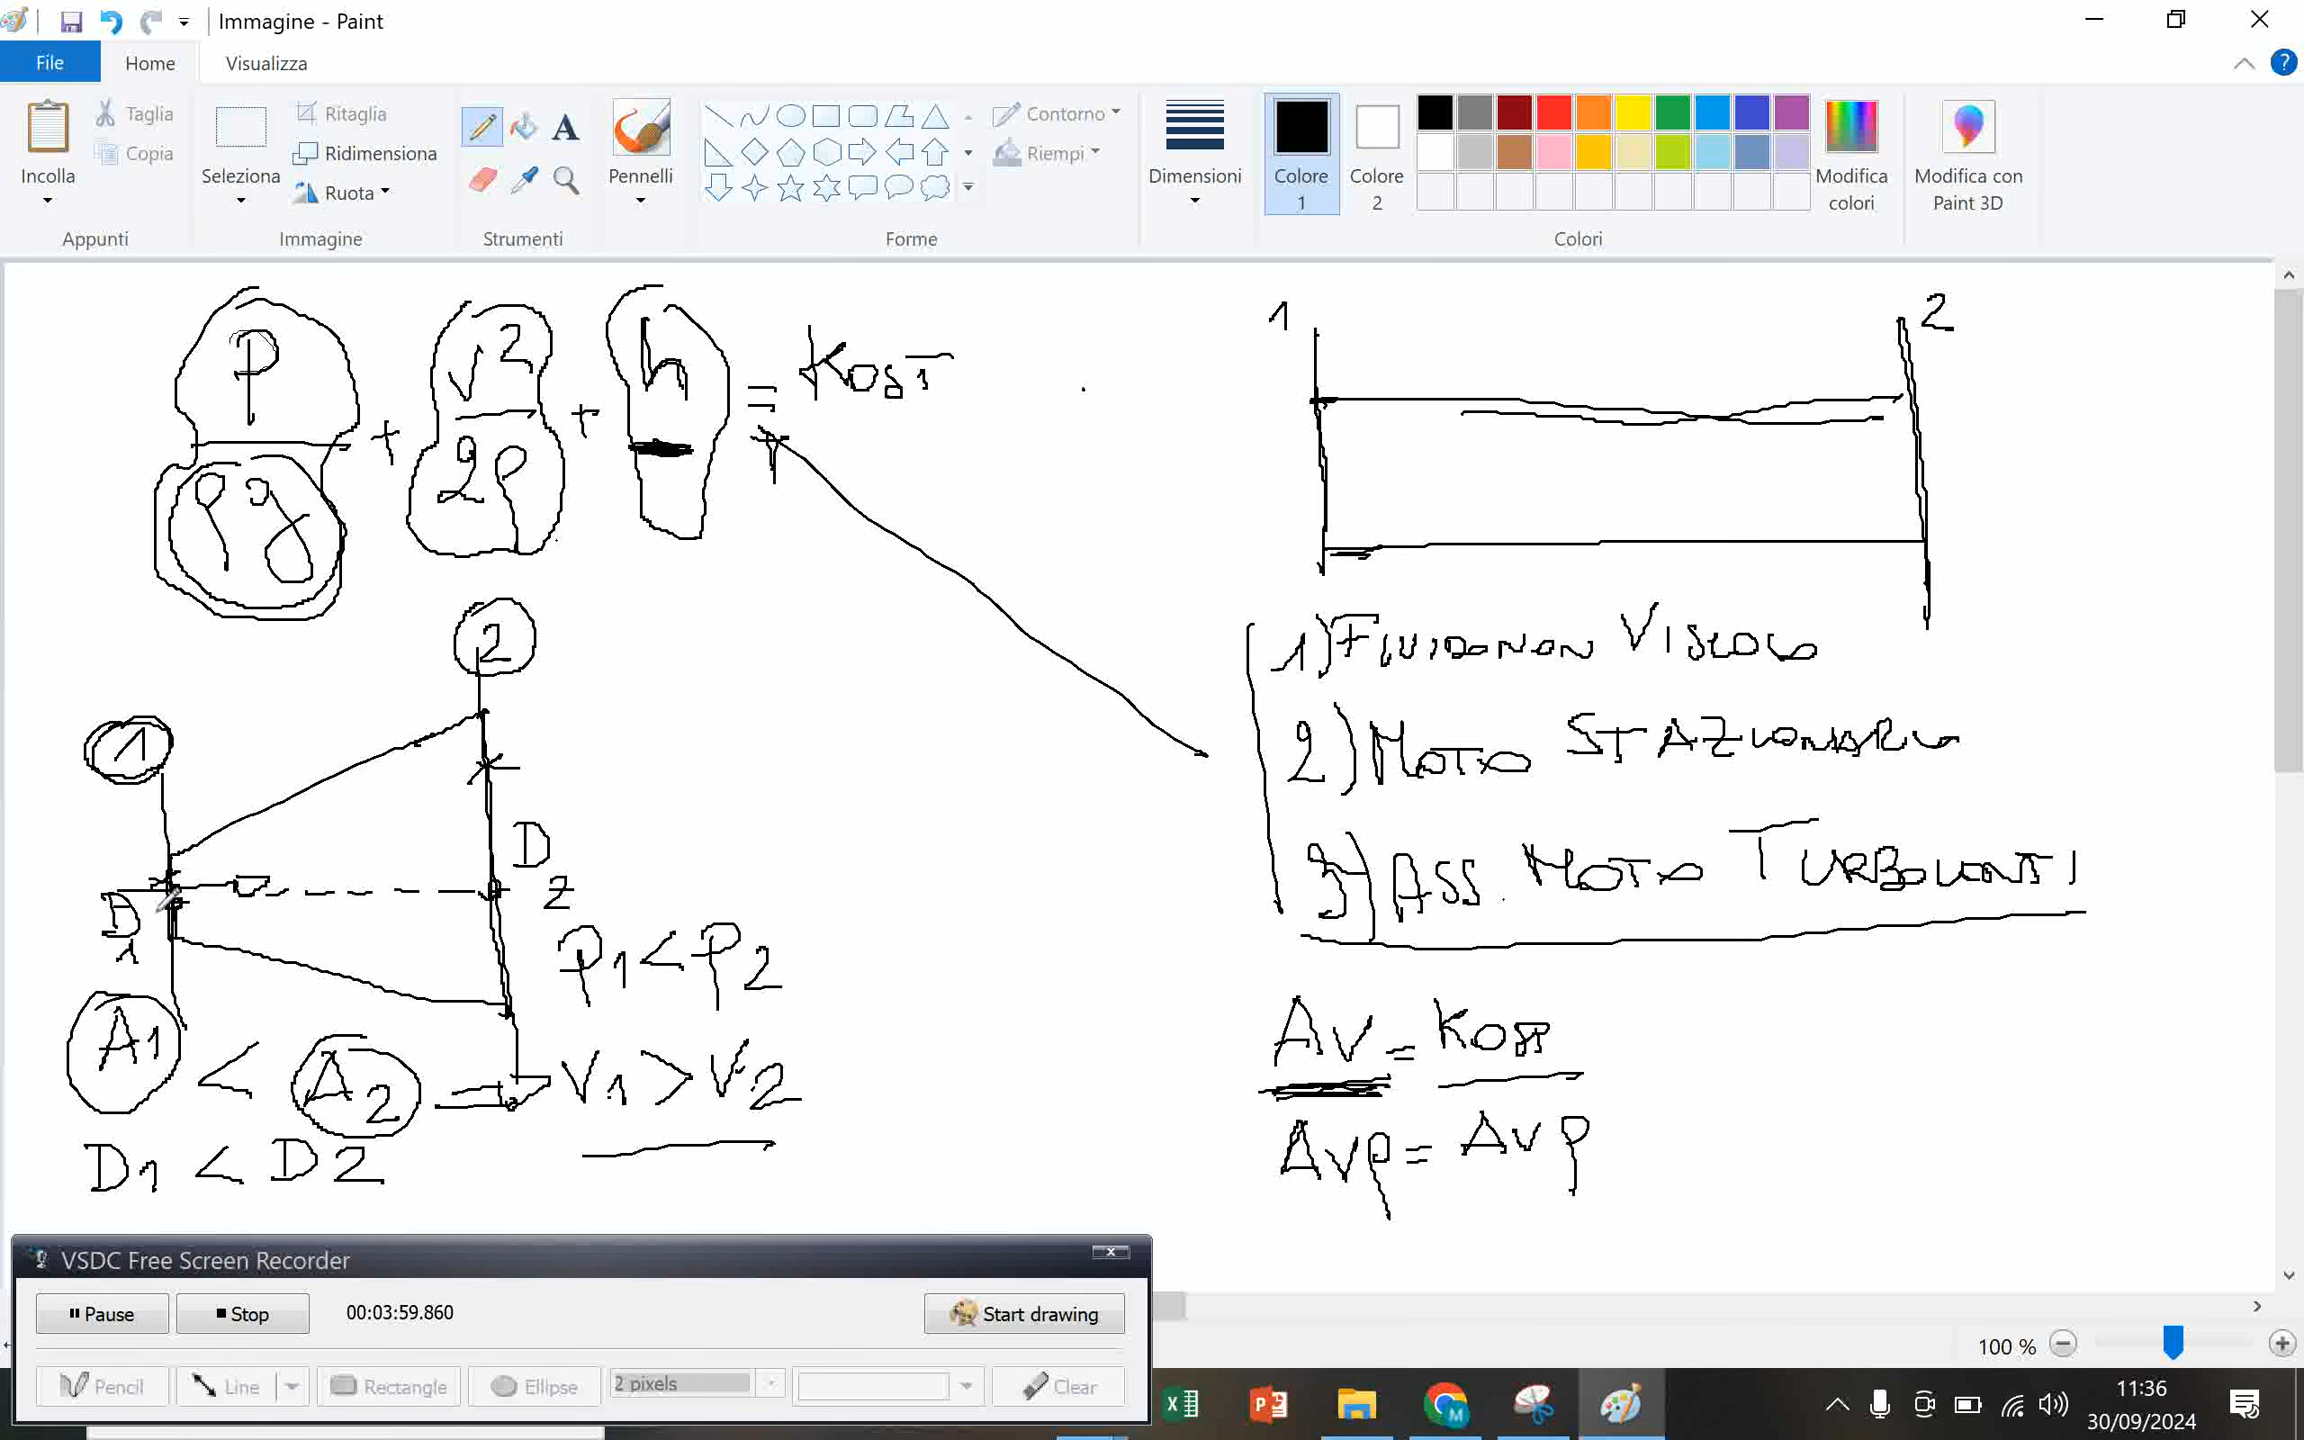 Immagine - Paint
File Home Visualizza
Incolla
Taglia
Copia
Appunti
Seleziona
Ritaglia
Ridimensiona
Ruota
Immagine
A
Strumenti
Pennelli
Forme
Contorno
Riempi
Dimensioni
Colore 1
Colore 2
Colori
Modifica colori
Modifica con Paint 3D
P + V2 + h = KOST
ρg 2g
1 2
1) FLUIDO NON VISCOSO
2) MOTO STAZIONARIO
3) ASS. MOTO TURBOLENTI
AV = KOST
AVρ = AVρ
2
1
D2
D1
P1 < P2
A1 < A2 V1 > V2
D1 < D2
VSDC Free Screen Recorder
Pause Stop 00:03:59.860 Start drawing
Pencil Line Rectangle Ellipse 2 pixels Clear
100 %
11:36
30/09/2024